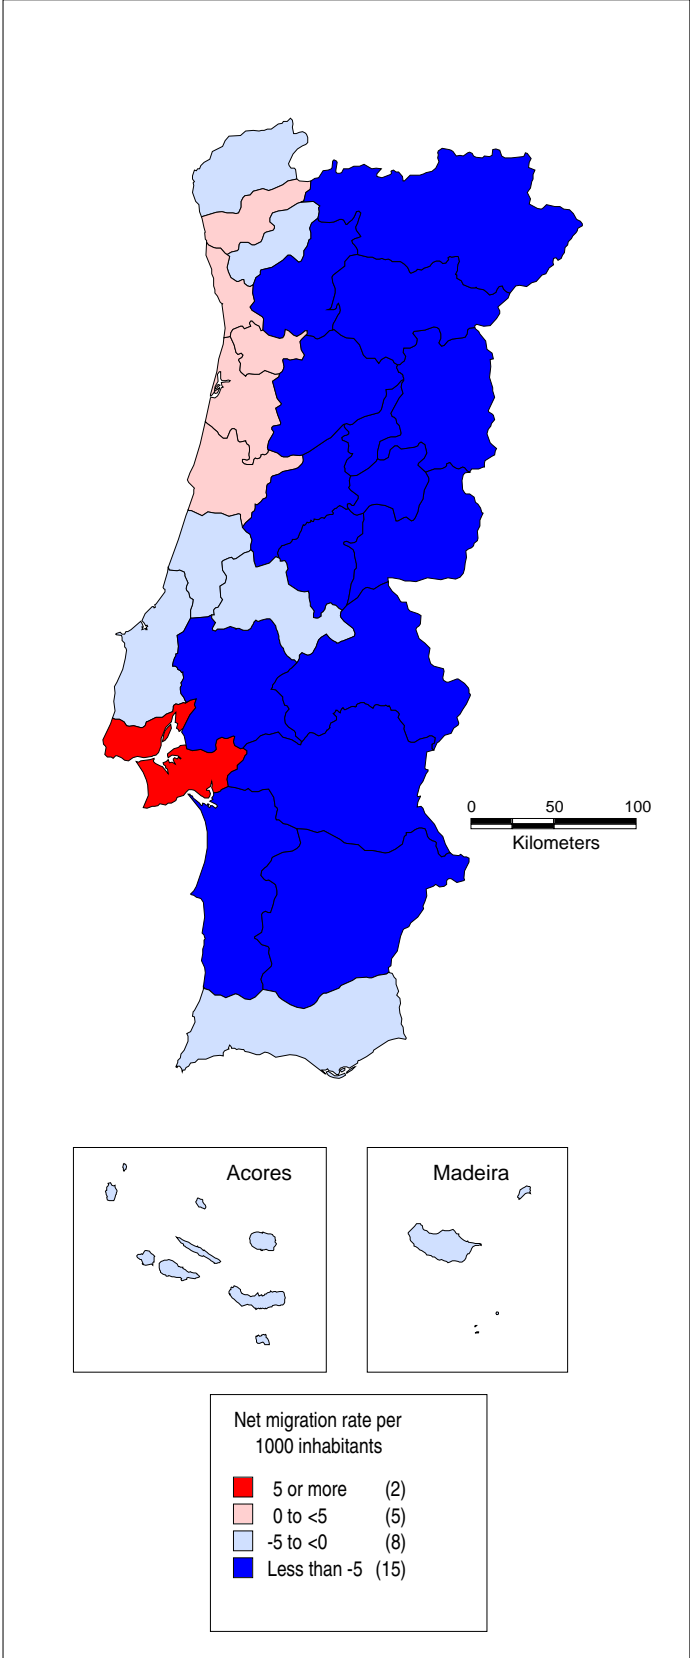 0 50 100
Kilometers
Acores
Madeira
Net migration rate per
1000 inhabitants
5 or more (2)
0 to <5 (5)
-5 to <0 (8)
Less than -5 (15)